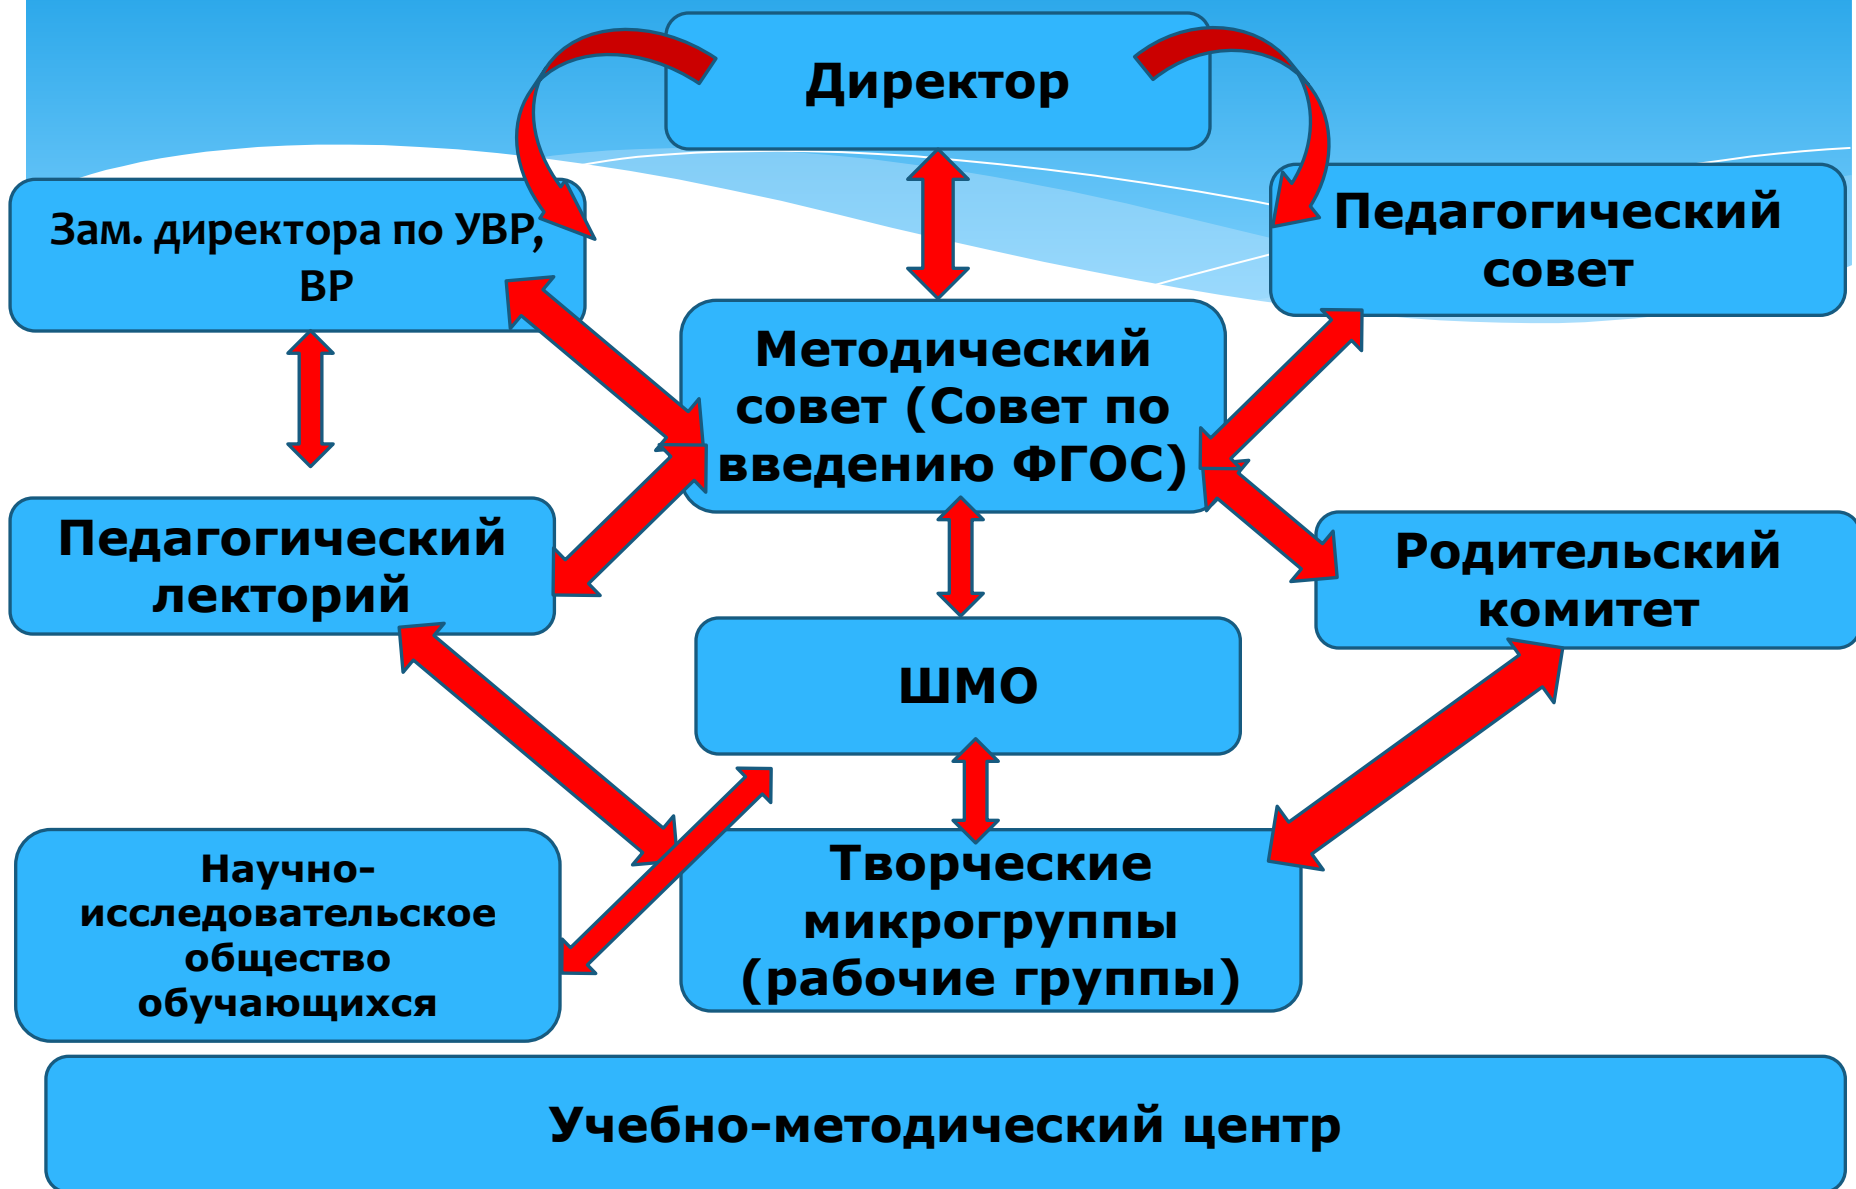 Директор
Зам. директора по УВР,
ВР
Педагогический
совет
Методический
совет (Совет по
введению ФГОС)
Педагогический
лекторий
Родительский
комитет
ШМО
Научно-
исследовательское
общество
обучающихся
Творческие
микрогруппы
(рабочие группы)
Учебно-методический центр